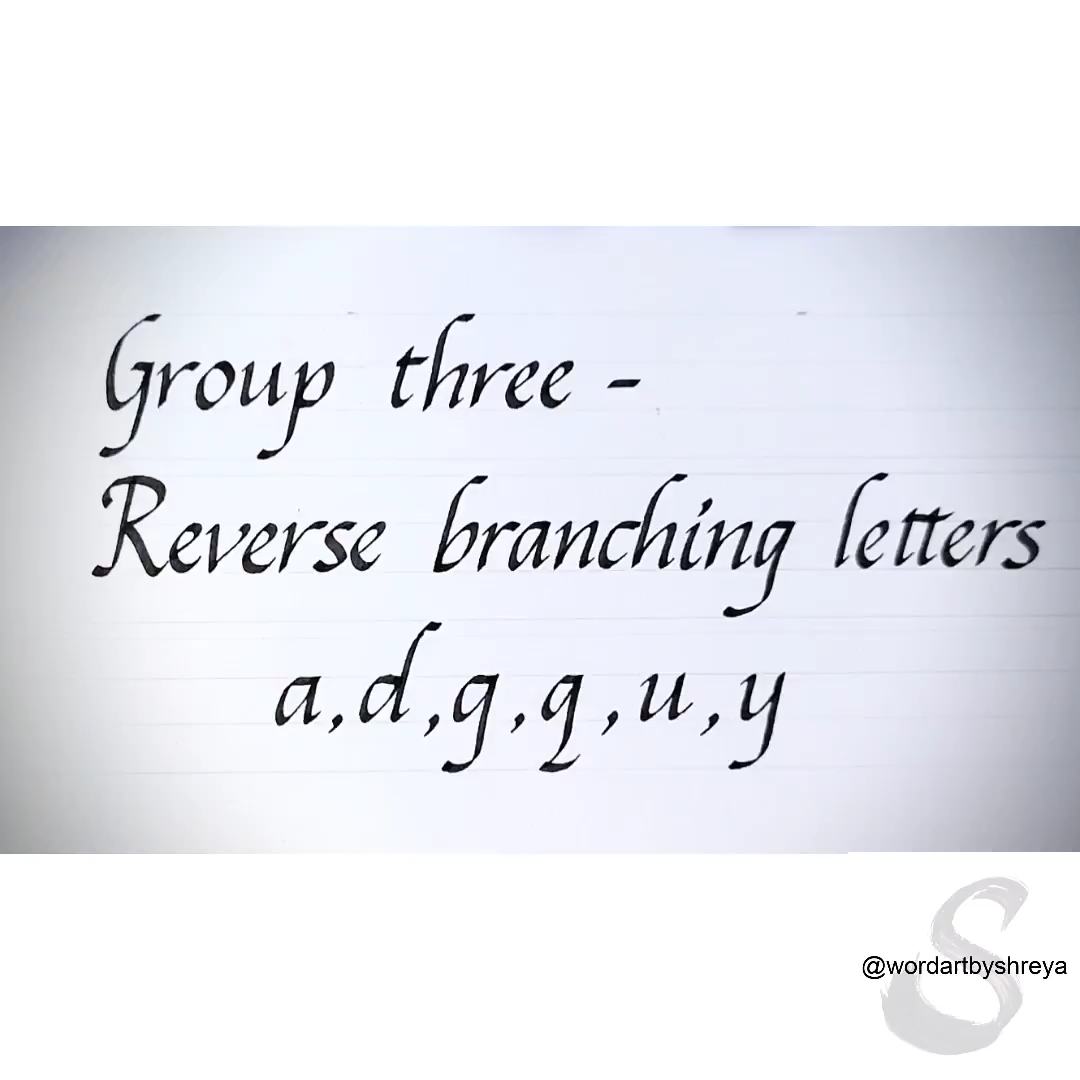 Group three -
Reverse branching letters
a, d, g, q, u, y
@wordartbyshreya
S